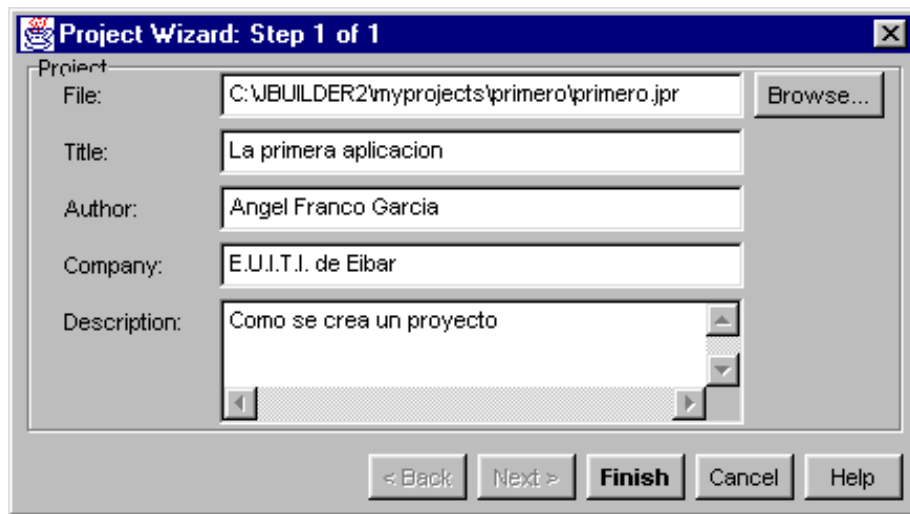 Project Wizard: Step 1 of 1
Project
File: C:\JBUILDER2\myprojects\primero\primero.jpr Browse...
Title: La primera aplicacion
Author: Angel Franco Garcia
Company: E.U.I.T.I. de Eibar
Description: Como se crea un proyecto
< Back Next > Finish Cancel Help